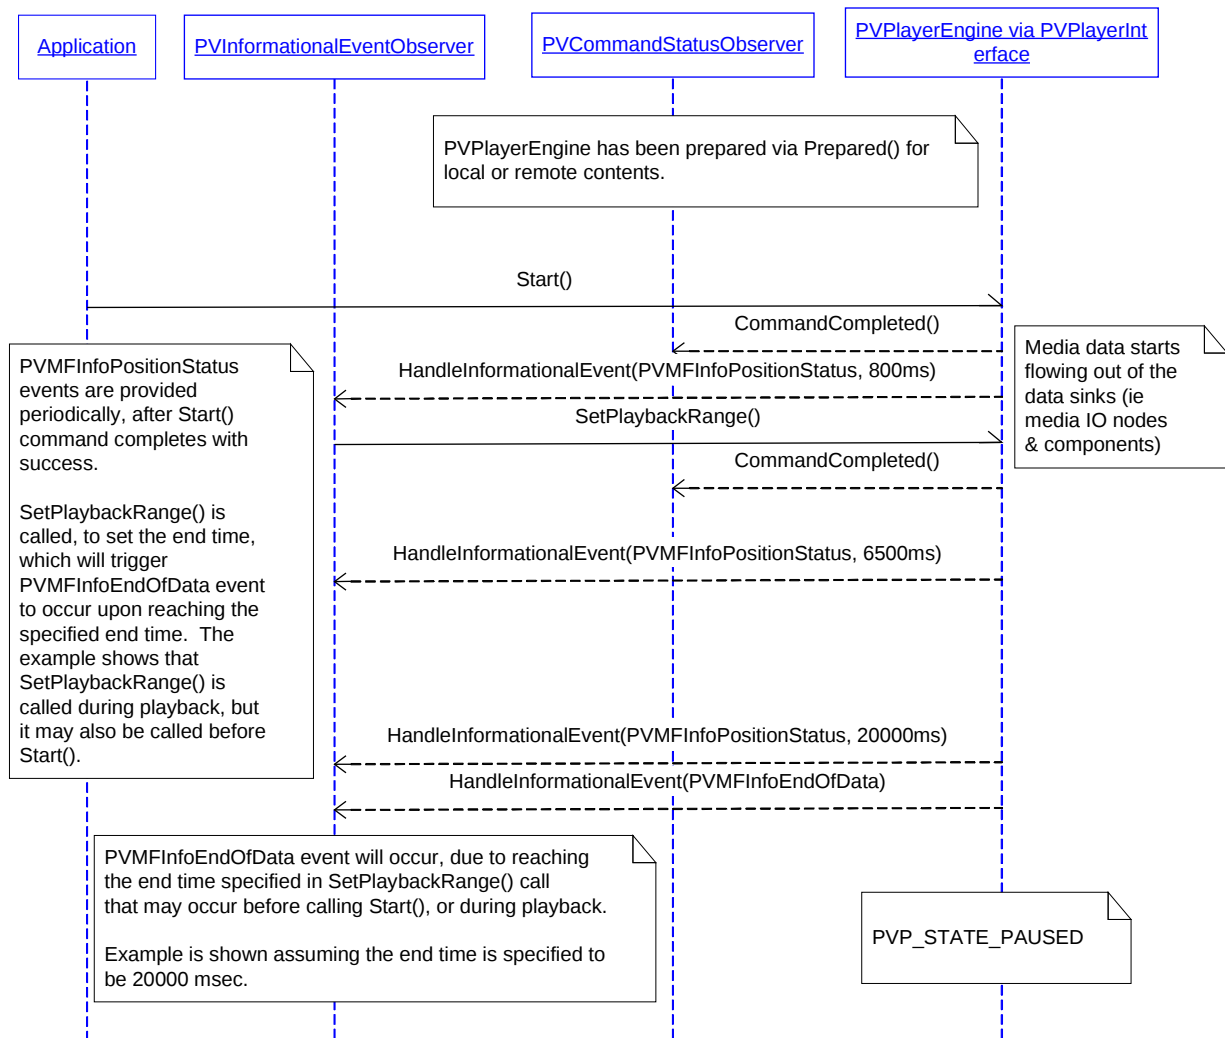 Application
PVInformationalEventObserver
PVCommandStatusObserver
PVPlayerEngine via PVPlayerInt
erface
PVPlayerEngine has been prepared via Prepared() for
local or remote contents.
Start()
CommandCompleted()
HandleInformationalEvent(PVMFInfoPositionStatus, 800ms)
SetPlaybackRange()
CommandCompleted()
Media data starts
flowing out of the
data sinks (ie
media IO nodes
& components)
PVMFInfoPositionStatus
events are provided
periodically, after Start()
command completes with
success.
SetPlaybackRange() is
called, to set the end time,
which will trigger
PVMFInfoEndOfData event
to occur upon reaching the
specified end time.  The
example shows that
SetPlaybackRange() is
called during playback, but
it may also be called before
Start().
HandleInformationalEvent(PVMFInfoPositionStatus, 6500ms)
HandleInformationalEvent(PVMFInfoPositionStatus, 20000ms)
HandleInformationalEvent(PVMFInfoEndOfData)
PVMFInfoEndOfData event will occur, due to reaching
the end time specified in SetPlaybackRange() call
that may occur before calling Start(), or during playback.
Example is shown assuming the end time is specified to
be 20000 msec.
PVP_STATE_PAUSED